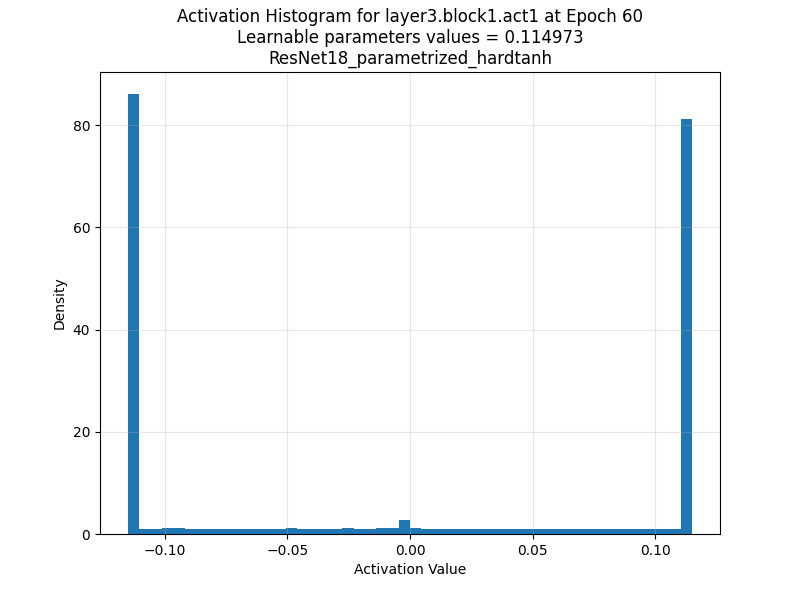 Activation Histogram for layer3.block1.act1 at Epoch 60
Learnable parameters values = 0.114973
ResNet18_parametrized_hardtanh
Density
80
60
40
20
0
−0.10
−0.05
0.00
0.05
0.10
Activation Value